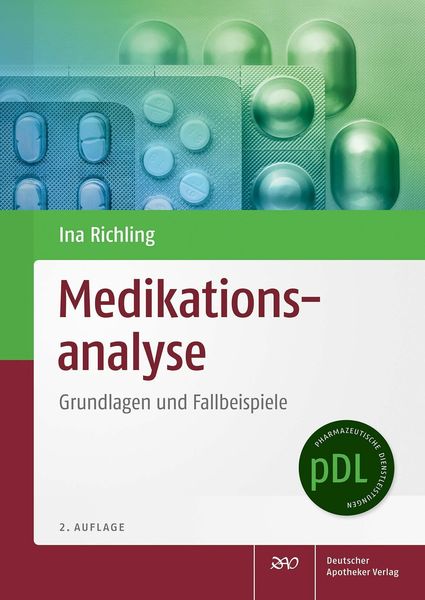 Ina Richling
Medikations-
analyse
Grundlagen und Fallbeispiele
PHARMAZEUTISCHE DIENSTLEISTUNGEN
pDL
2. AUFLAGE
DAV
Deutscher
Apotheker Verlag